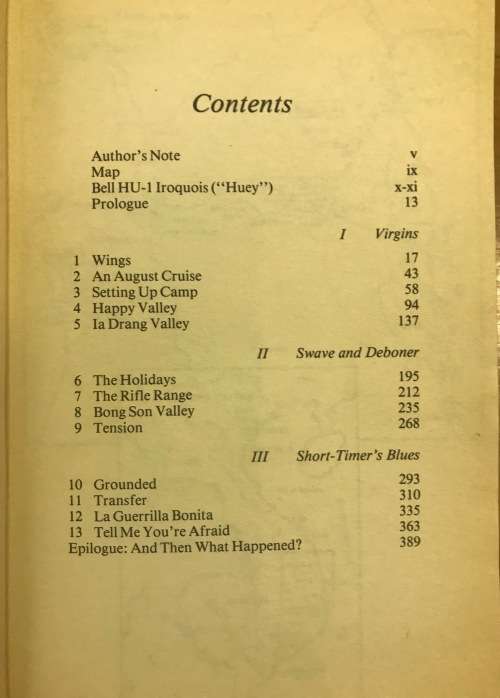 Contents
Author's Note v
Map ix
Bell HU-1 Iroquois ("Huey") x-xi
Prologue 13
I Virgins
1 Wings 17
2 An August Cruise 43
3 Setting Up Camp 58
4 Happy Valley 94
5 Ia Drang Valley 137
II Swave and Deboner
6 The Holidays 195
7 The Rifle Range 212
8 Bong Son Valley 235
9 Tension 268
III Short-Timer's Blues
10 Grounded 293
11 Transfer 310
12 La Guerrilla Bonita 335
13 Tell Me You're Afraid 363
Epilogue: And Then What Happened? 389